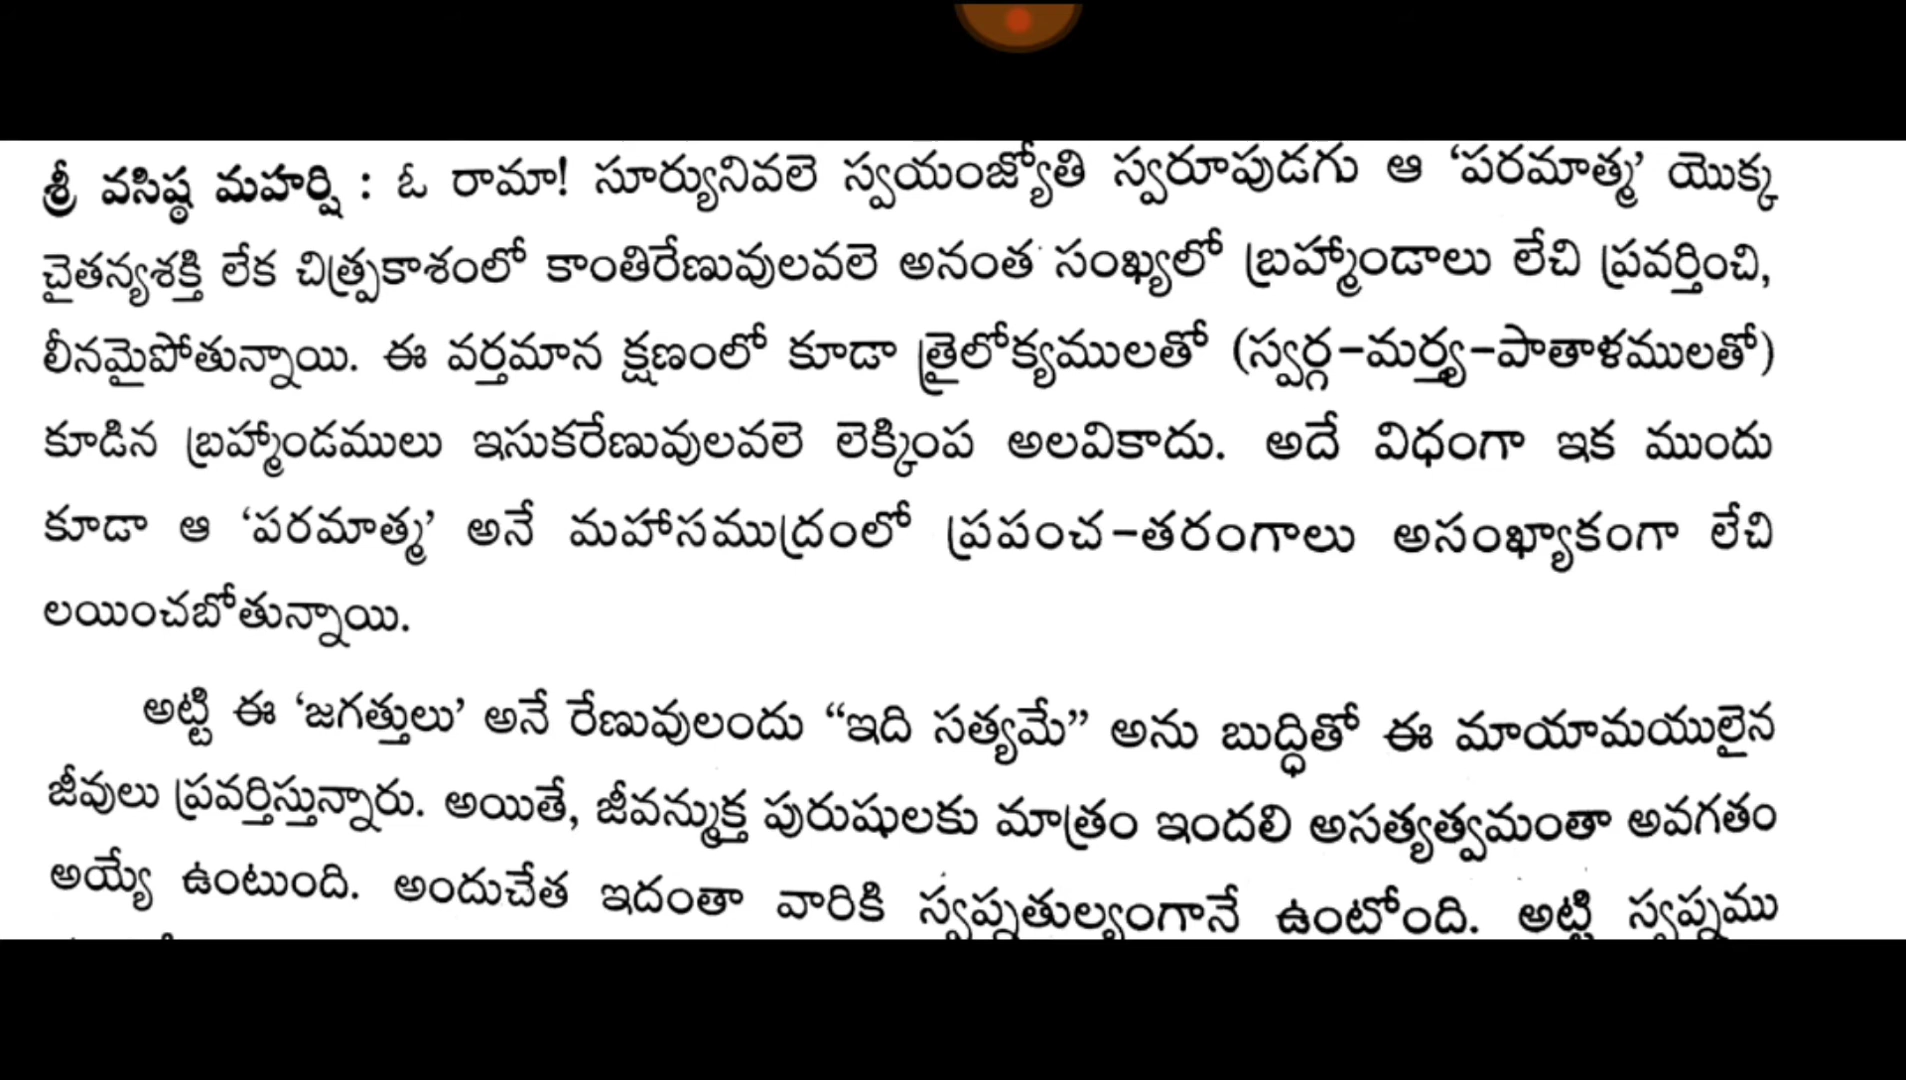 శ్రీ వసిష్ఠ మహర్షి : ఓ రామా! సూర్యునివలె స్వయంజ్యోతి స్వరూపుడగు ఆ ‘పరమాత్మ’ యొక్క
చైతన్యశక్తి లేక చిత్ప్రకాశంలో కాంతిరేణువులవలె అనంత సంఖ్యలో బ్రహ్మాండాలు లేచి ప్రవర్తించి,
లీనమైపోతున్నాయి. ఈ వర్తమాన క్షణంలో కూడా త్రైలోక్యములతో (స్వర్గ-మర్త్య-పాతాళములతో)
కూడిన బ్రహ్మాండములు ఇసుకరేణువులవలె లెక్కింప అలవికాదు. అదే విధంగా ఇక ముందు
కూడా ఆ ‘పరమాత్మ’ అనే మహాసముద్రంలో ప్రపంచ-తరంగాలు అసంఖ్యాకంగా లేచి
లయించబోతున్నాయి.
అట్టి ఈ ‘జగత్తులు’ అనే రేణువులందు “ఇది సత్యమే” అను బుద్ధితో ఈ మాయామయులైన
జీవులు ప్రవర్తిస్తున్నారు. అయితే, జీవన్ముక్త పురుషులకు మాత్రం ఇందలి అసత్యత్వమంతా అవగతం
అయ్యే ఉంటుంది. అందుచేత ఇదంతా వారికి స్వప్నతుల్యంగానే ఉంటోంది. అట్టి స్వప్నము